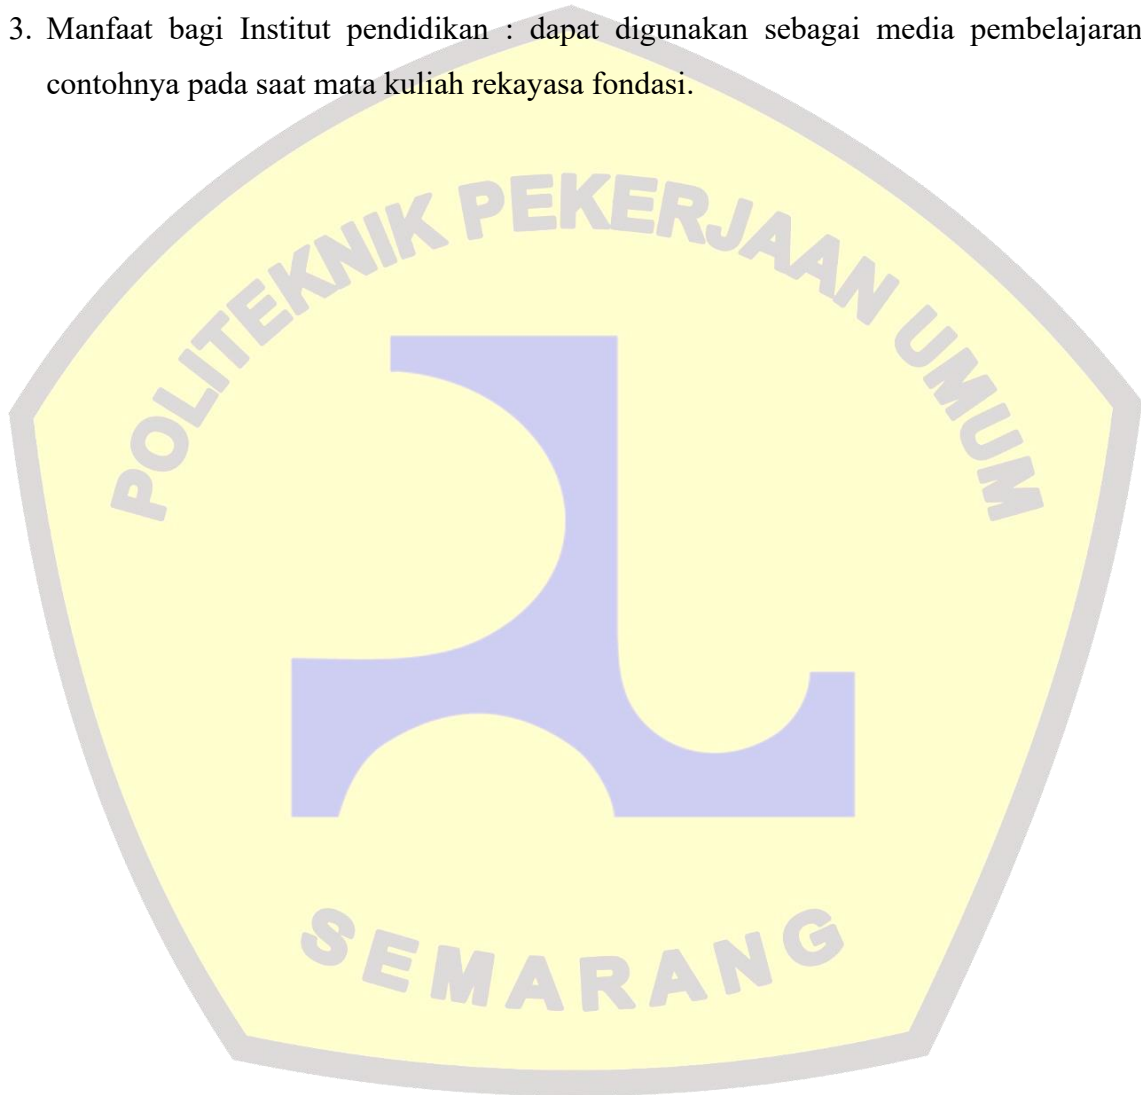 3. Manfaat bagi Institut pendidikan : dapat digunakan sebagai media pembelajaran
contohnya pada saat mata kuliah rekayasa fondasi.
POLITEKNIK PEKERJAAN UMUM
SEMARANG